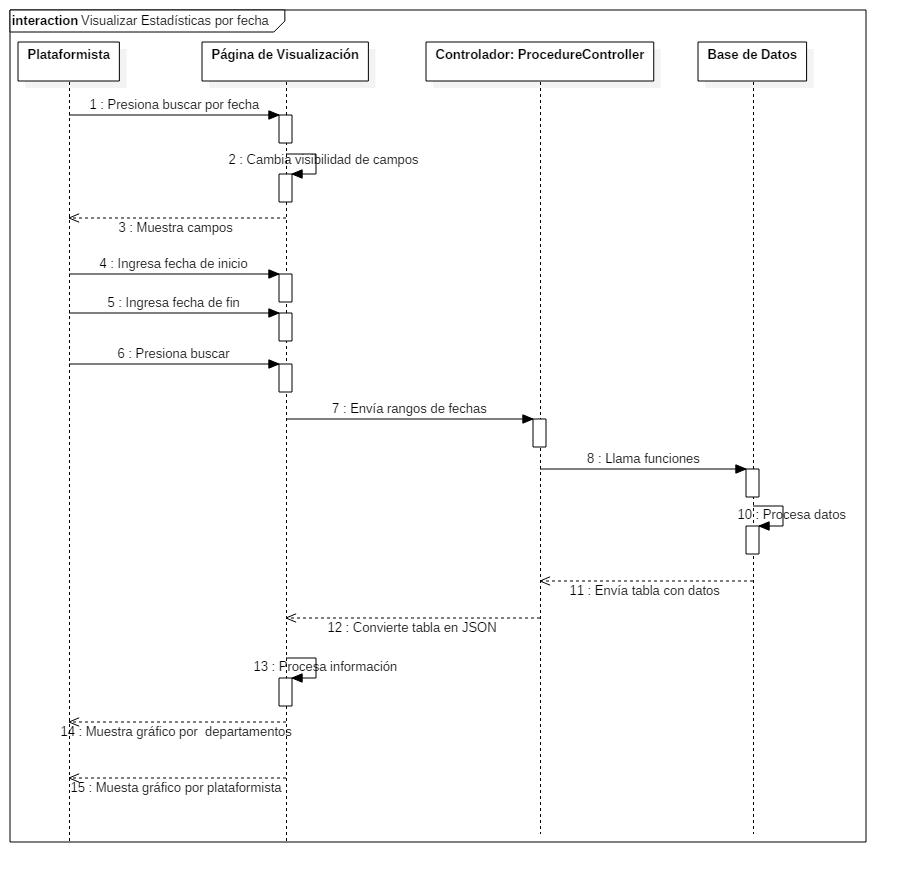 interaction Visualizar Estadísticas por fecha
Plataformista
Página de Visualización
Controlador: ProcedureController
Base de Datos
1 : Presiona buscar por fecha
2 : Cambia visibilidad de campos
3 : Muestra campos
4 : Ingresa fecha de inicio
5 : Ingresa fecha de fin
6 : Presiona buscar
7 : Envía rangos de fechas
8 : Llama funciones
10 : Procesa datos
11 : Envía tabla con datos
12 : Convierte tabla en JSON
13 : Procesa información
14 : Muestra gráfico por  departamentos
15 : Muesta gráfico por plataformista